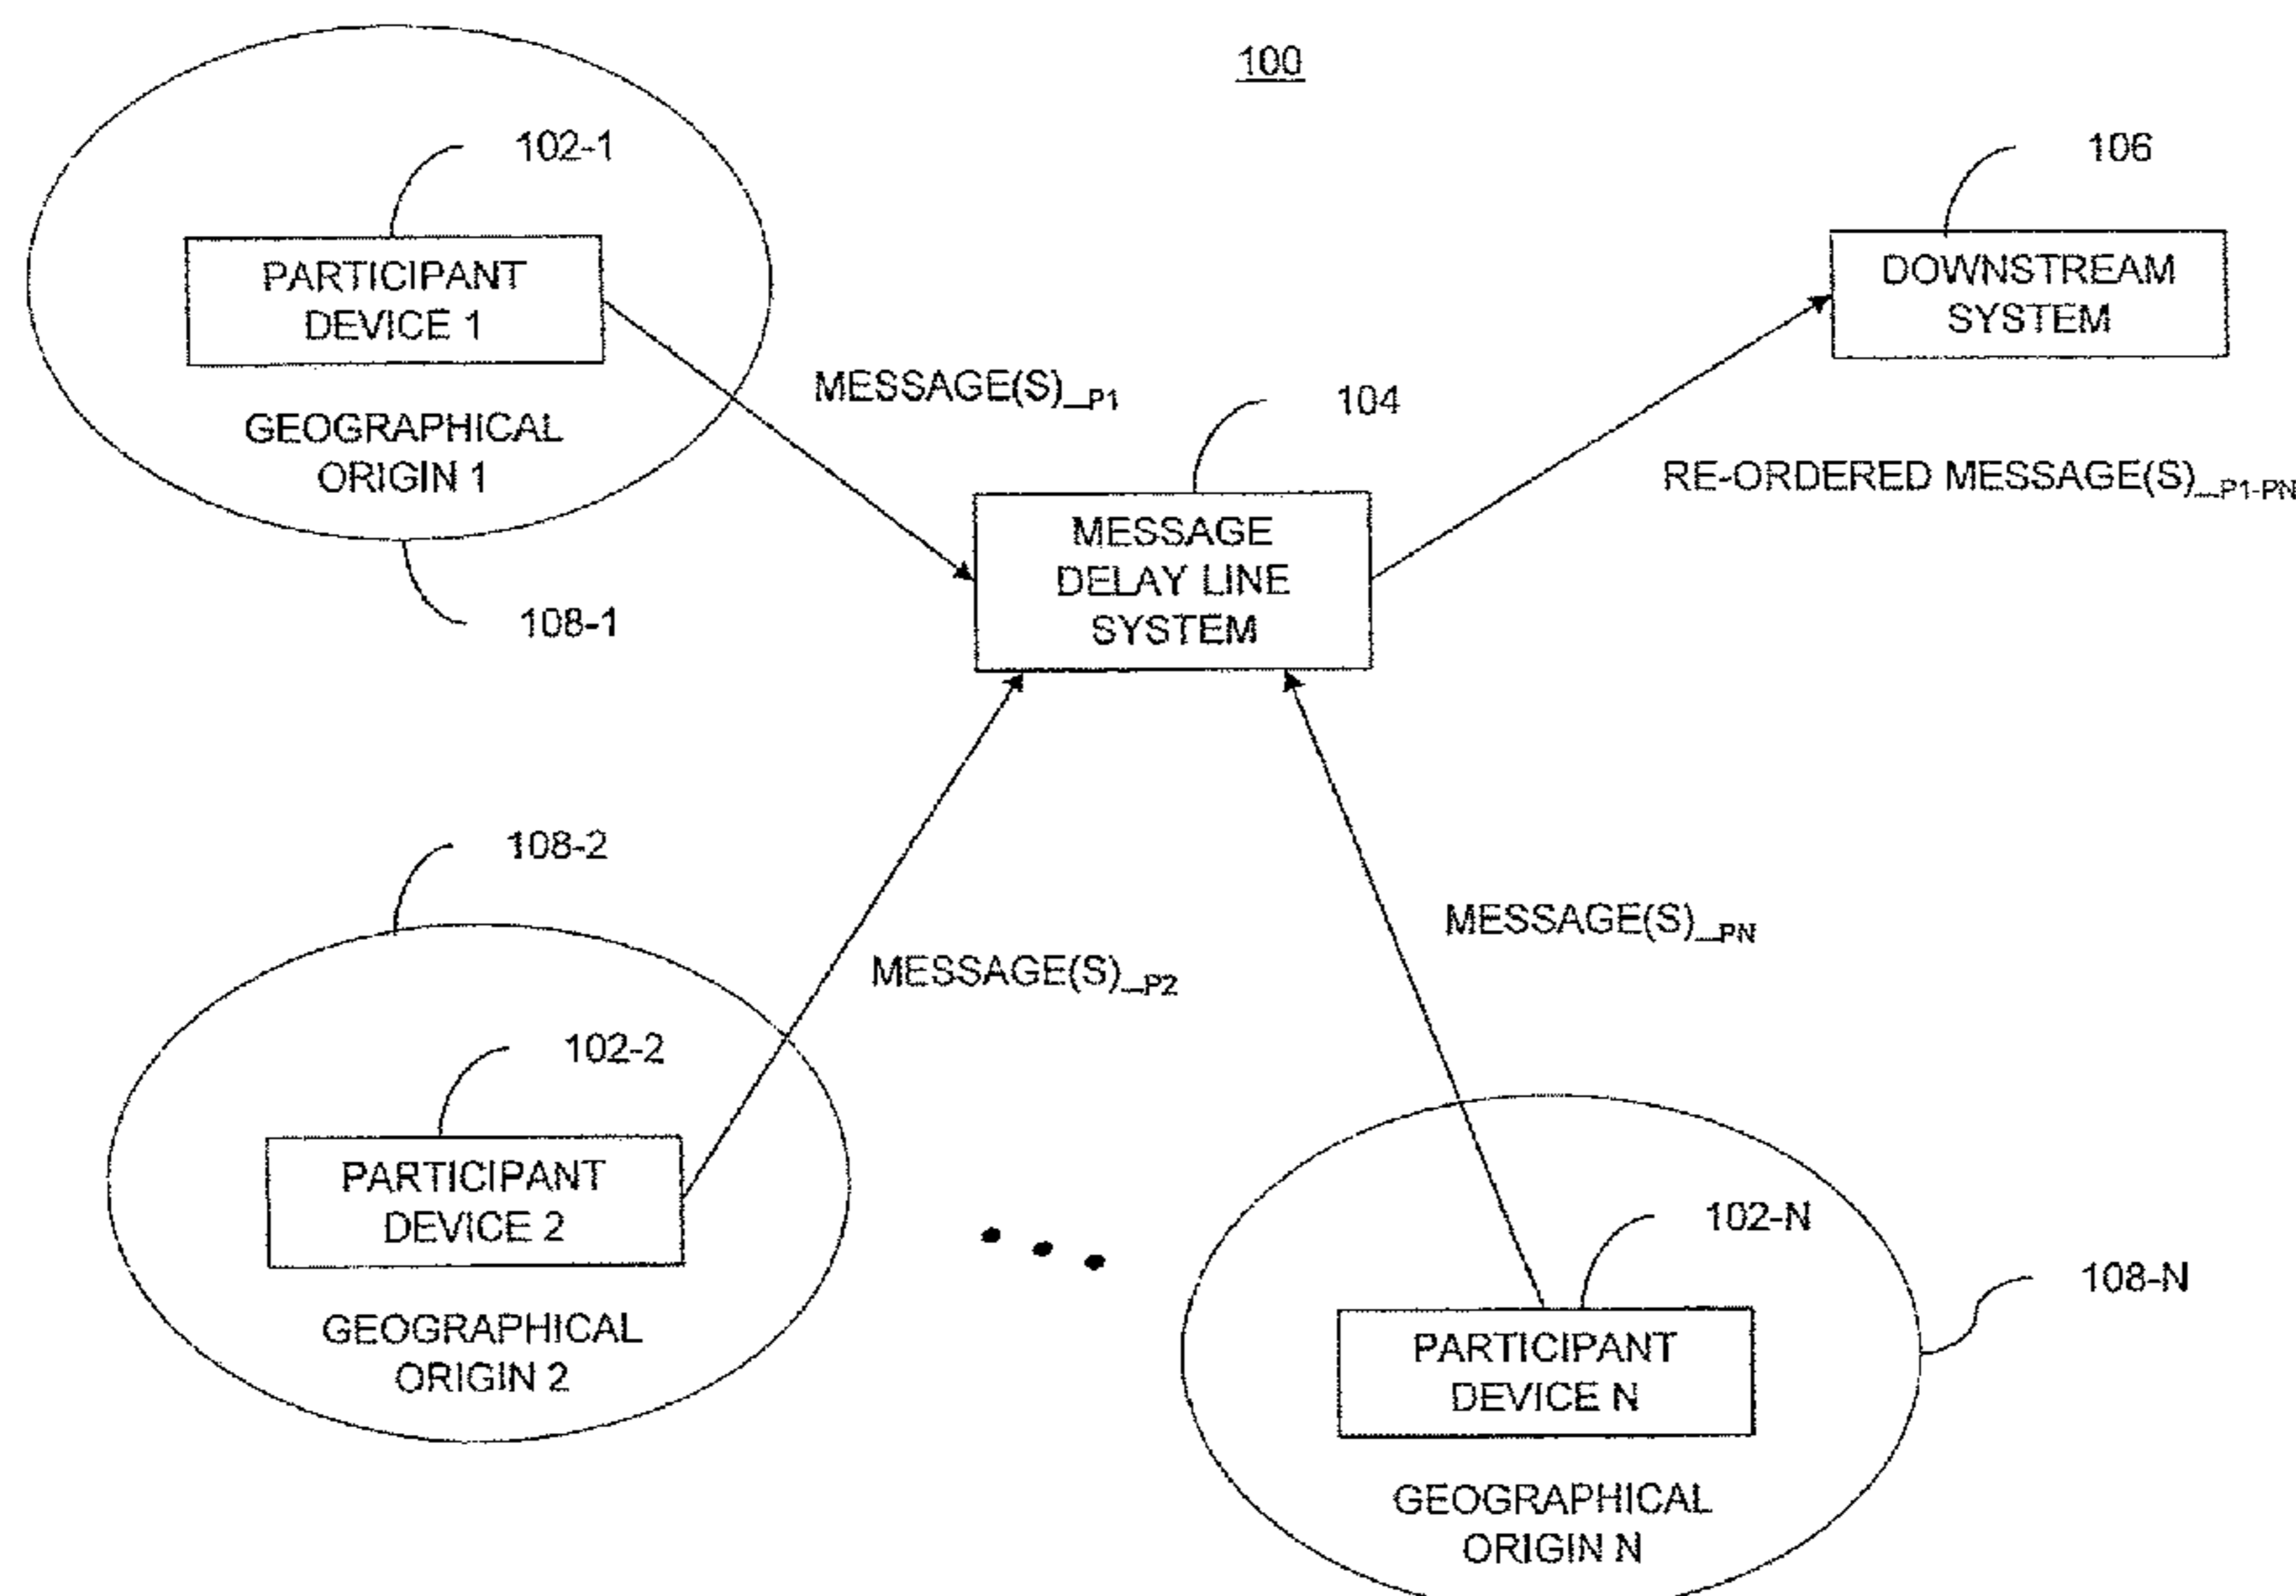 100
102-1
106
PARTICIPANT
DEVICE 1
DOWNSTREAM
SYSTEM
MESSAGE(S)_P1
104
GEOGRAPHICAL
ORIGIN 1
RE-ORDERED MESSAGE(S)_P1-PN
MESSAGE
DELAY LINE
SYSTEM
108-1
108-2
MESSAGE(S)_PN
MESSAGE(S)_P2
102-2
PARTICIPANT
DEVICE 2
102-N
108-N
GEOGRAPHICAL
ORIGIN 2
PARTICIPANT
DEVICE N
GEOGRAPHICAL
ORIGIN N